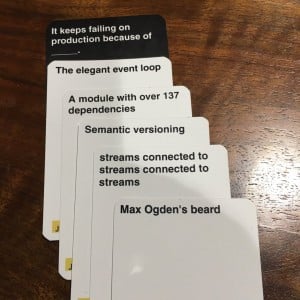 It keeps failing on
production because of
______.
The elegant event loop
A module with over 137
dependencies
Semantic versioning
streams connected to
streams connected to
streams
Max Ogden's beard